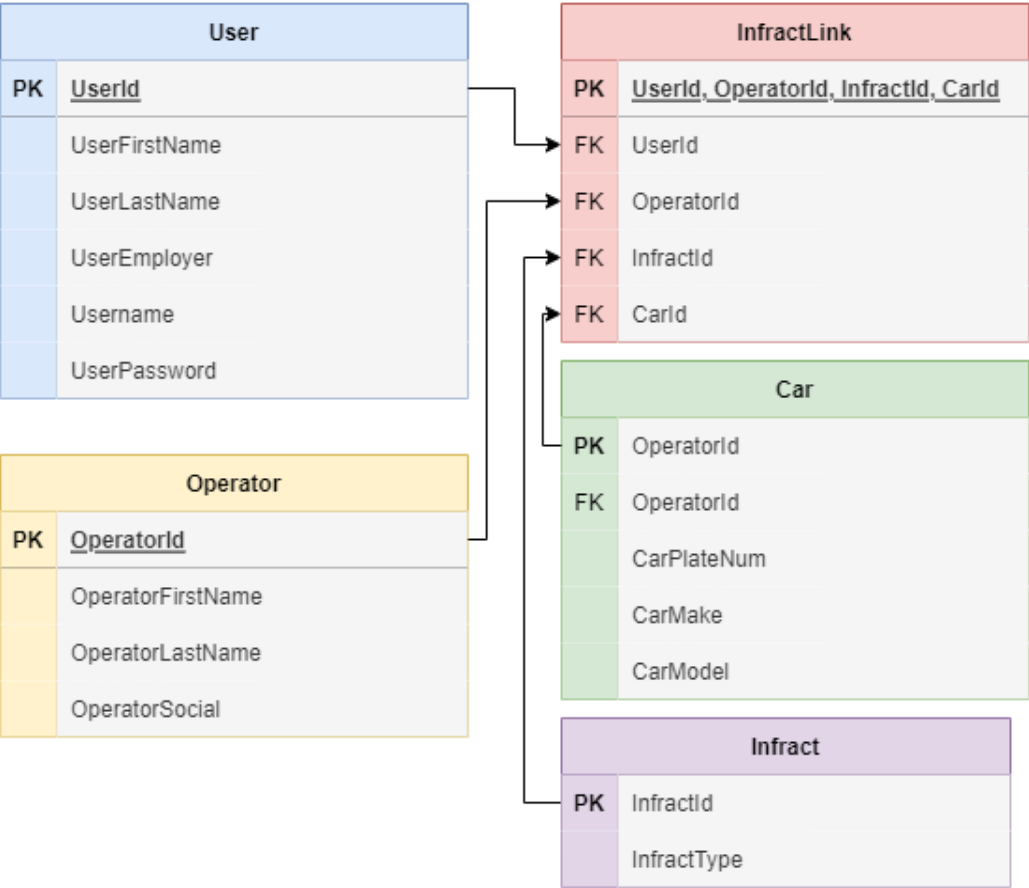 User
PK UserId
UserFirstName
UserLastName
UserEmployer
Username
UserPassword
Operator
PK OperatorId
OperatorFirstName
OperatorLastName
OperatorSocial
InfractLink
PK UserId, OperatorId, InfractId, CarId
FK UserId
FK OperatorId
FK InfractId
FK CarId
Car
PK OperatorId
FK OperatorId
CarPlateNum
CarMake
CarModel
Infract
PK InfractId
InfractType